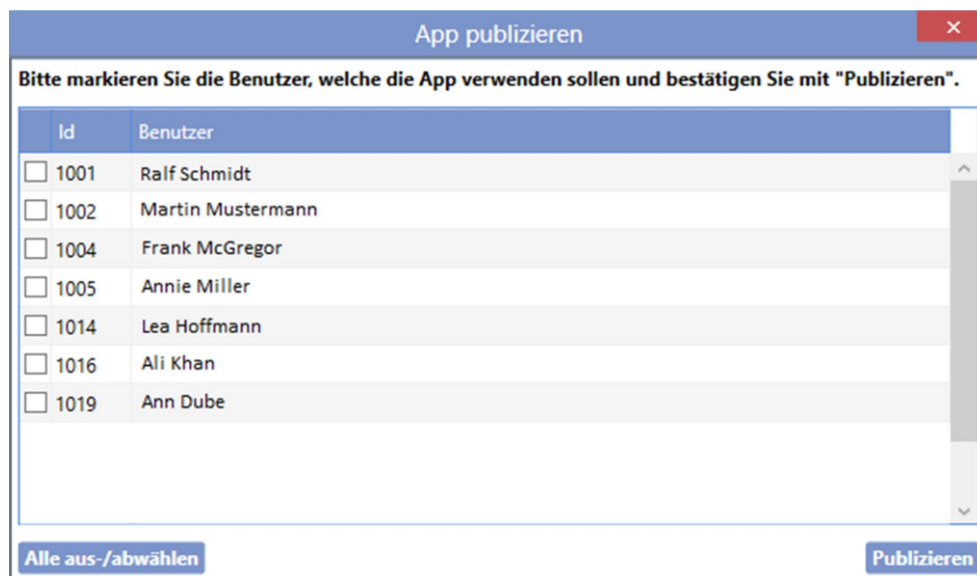 App publizieren
Bitte markieren Sie die Benutzer, welche die App verwenden sollen und bestätigen Sie mit "Publizieren".
Id Benutzer
1001 Ralf Schmidt
1002 Martin Mustermann
1004 Frank McGregor
1005 Annie Miller
1014 Lea Hoffmann
1016 Ali Khan
1019 Ann Dube
Alle aus-/abwählen Publizieren